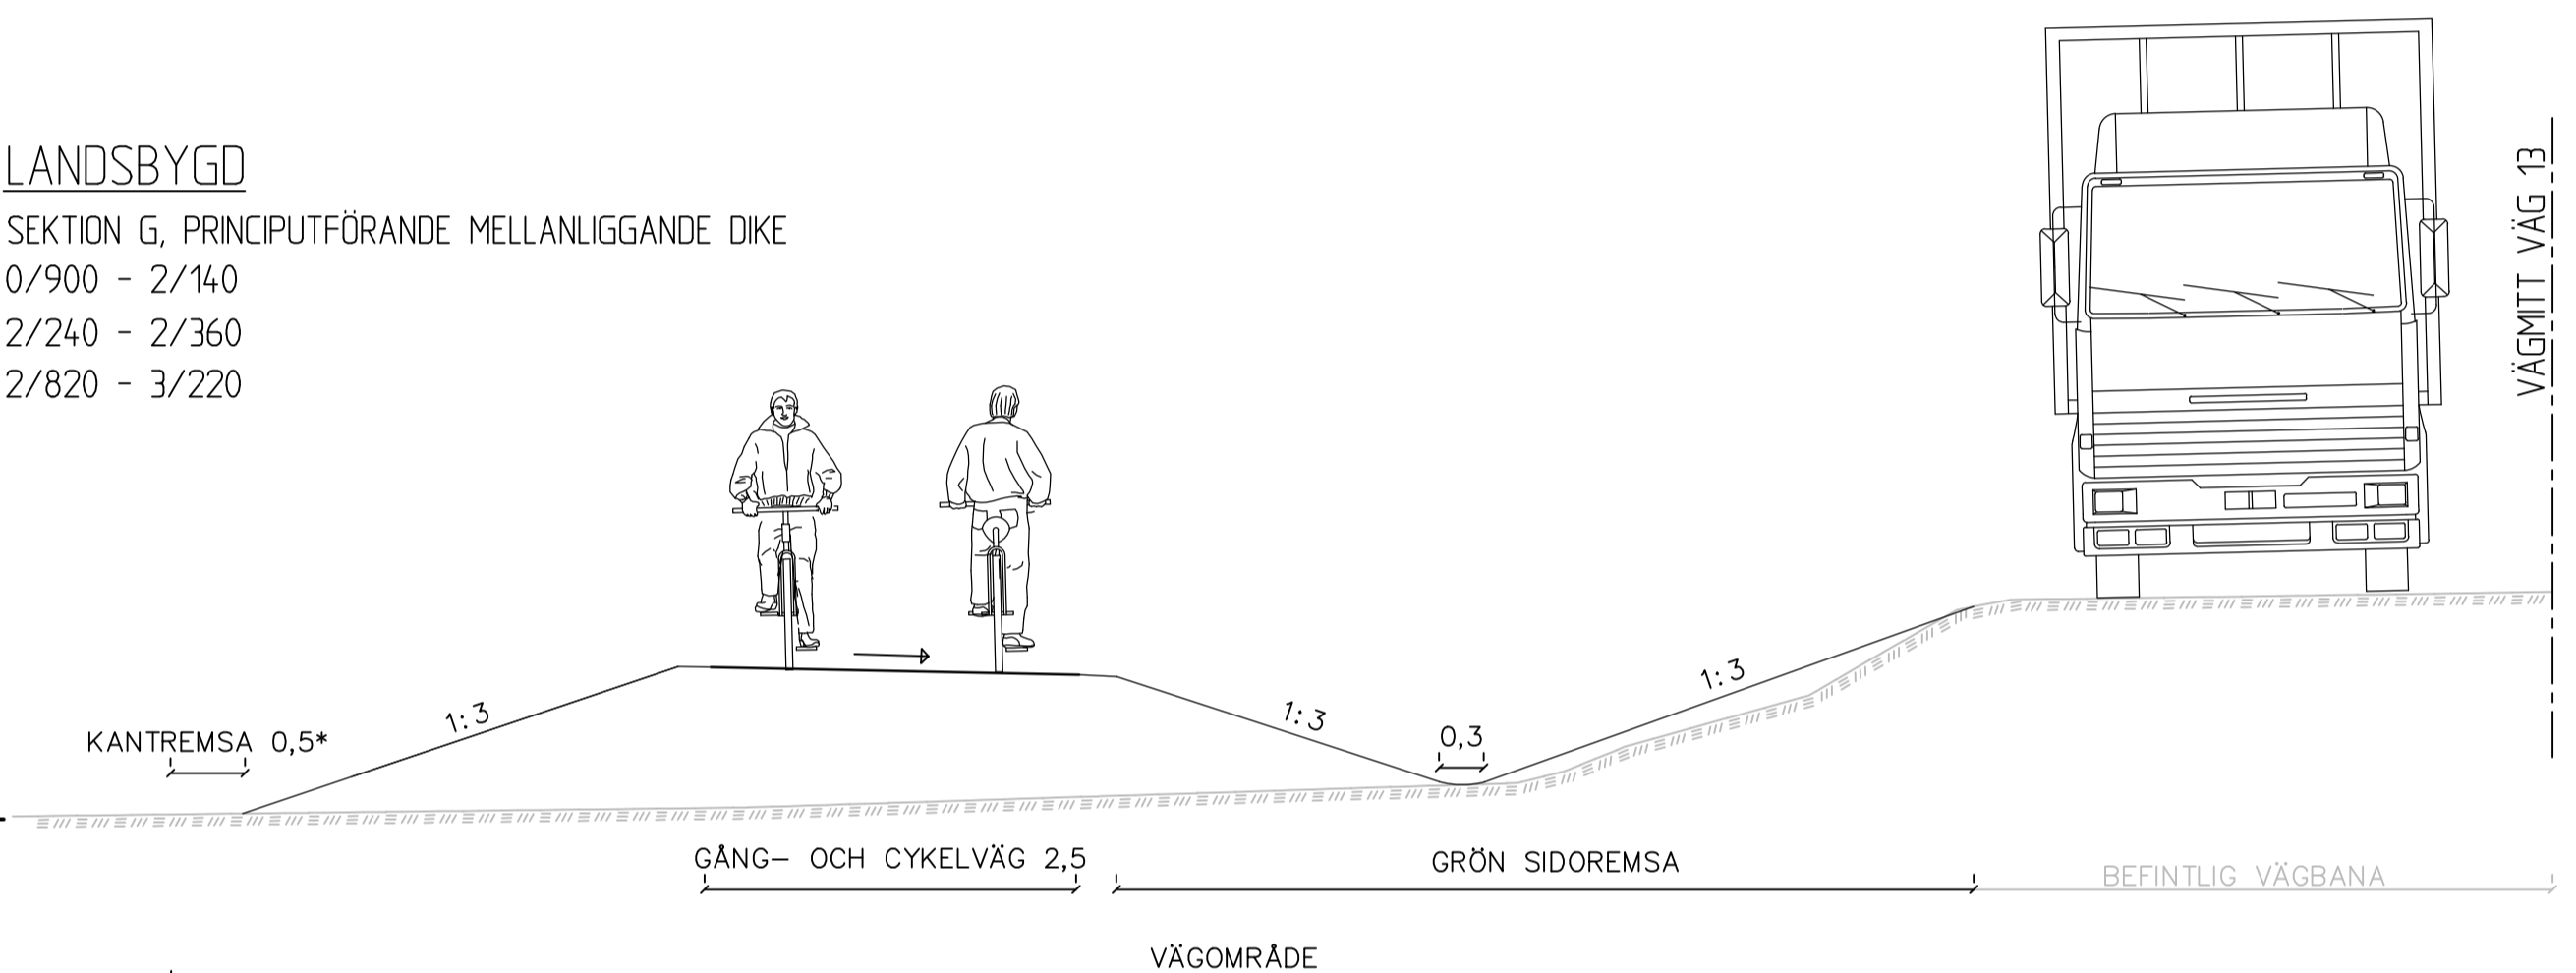 LANDSBYGD
SEKTION G, PRINCIPUTFÖRANDE MELLANLIGGANDE DIKE
0/900 - 2/140
2/240 - 2/360
2/820 - 3/220
VÄGMITT VÄG 13
KANTREMSA 0,5*
1:3
1:3
0,3
1:3
GÅNG- OCH CYKELVÄG 2,5
GRÖN SIDOREMSA
BEFINTLIG VÄGBANA
VÄGOMRÅDE